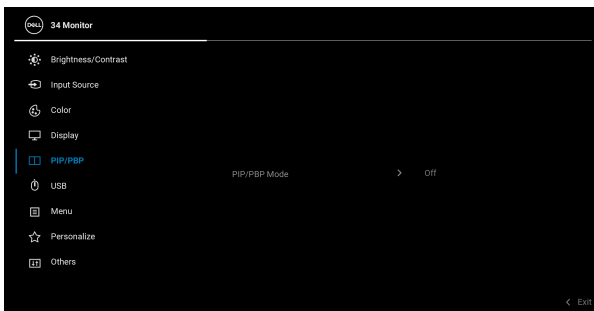 DELL
34 Monitor
Brightness/Contrast
Input Source
Color
Display
PIP/PBP
PIP/PBP Mode
Off
USB
Menu
Personalize
Others
Exit